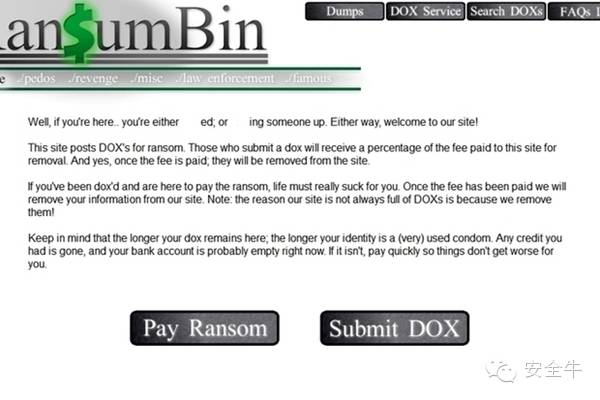 Dumps DOX Service Search DOXs FAQs
an$umBin
./pedos ./revenge ./misc ./law enforcement ./famous
Well, if you're here.. you're either ed; or ing someone up. Either way, welcome to our site!
This site posts DOX's for ransom. Those who submit a dox will receive a percentage of the fee paid to this site for
removal. And yes, once the fee is paid; they will be removed from the site.
If you've been dox'd and are here to pay the ransom, life must really suck for you. Once the fee has been paid we will
remove your information from our site. Note: the reason our site is not always full of DOXs is because we remove
them!
Keep in mind that the longer your dox remains here; the longer your identity is a (very) used condom. Any credit you
had is gone, and your bank account is probably empty right now. If it isn't, pay quickly so things don't get worse for
you.
Pay Ransom Submit DOX
安全牛